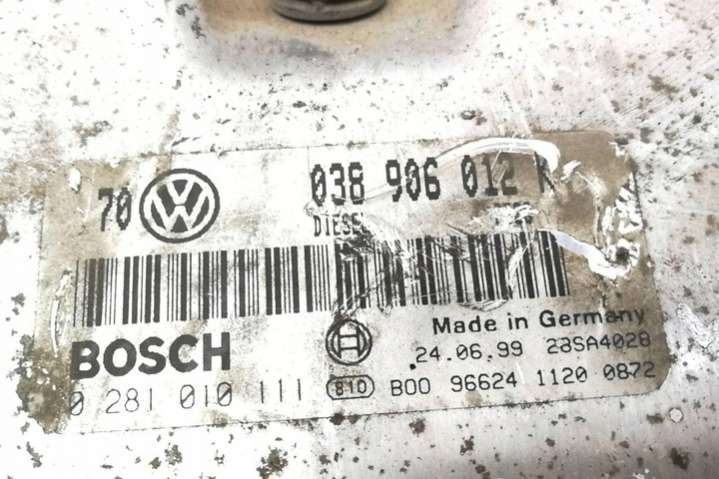 70 VW 038 906 012 K
DIESEL
BOSCH
Made in Germany
24.06.99 28SA4028
0 281 010 111 810 B00 96624 1120 0872